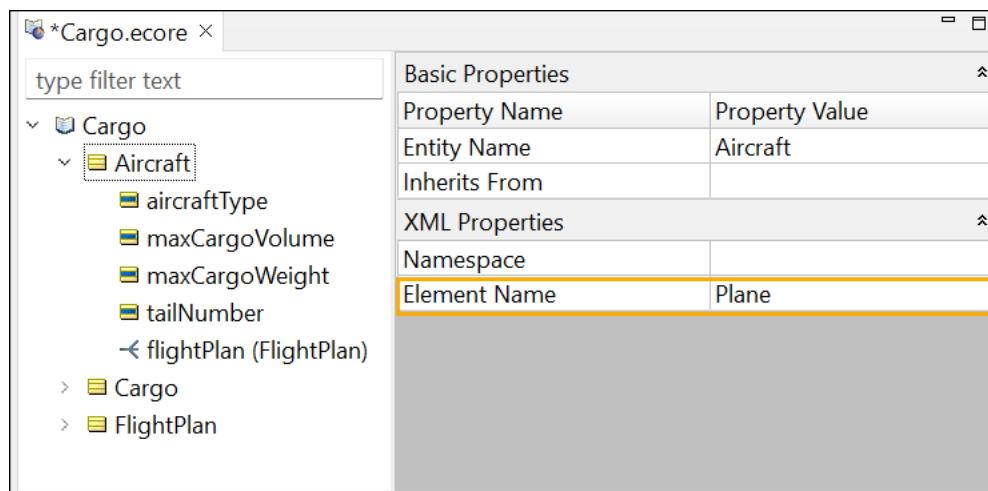 *Cargo.ecore
type filter text
Cargo
Aircraft
aircraftType
maxCargoVolume
maxCargoWeight
tailNumber
flightPlan (FlightPlan)
Cargo
FlightPlan
Basic Properties
Property Name Property Value
Entity Name Aircraft
Inherits From
XML Properties
Namespace
Element Name Plane